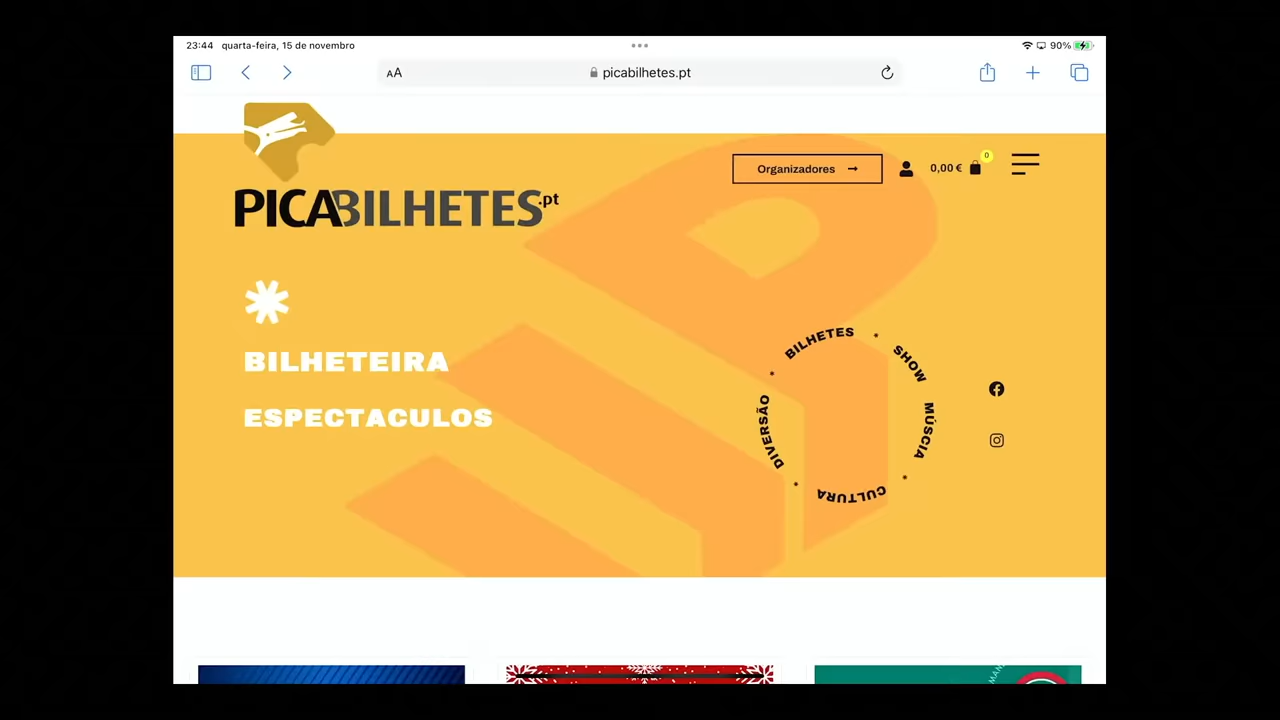 23:44 quarta-feira, 15 de novembro
90%
AA
picabilhetes.pt
PICABILHETES.pt
Organizadores
0,00 €
0
BILHETEIRA
ESPECTACULOS
BILHETES
SHOW
MÚSCIA
CULTURA
DIVERSÃO